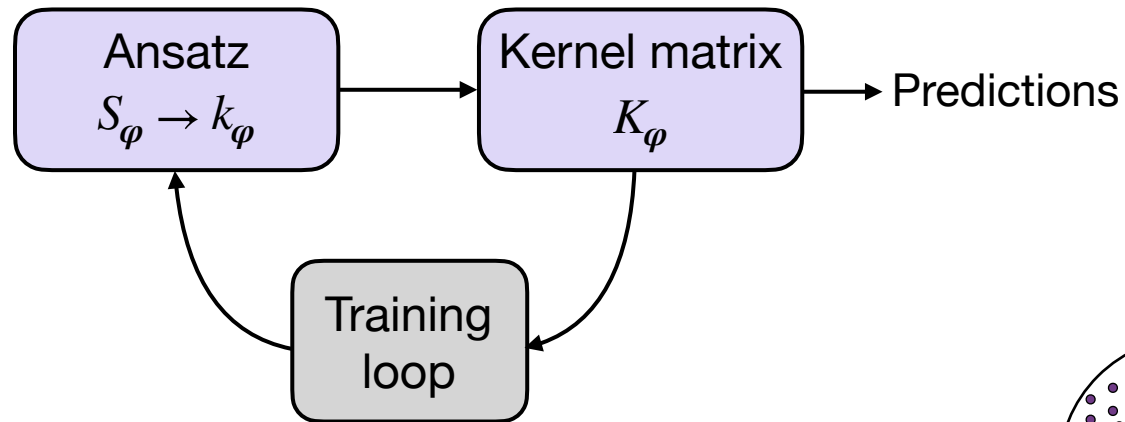 Ansatz
S_φ → k_φ
Kernel matrix
K_φ
Predictions
Training
loop